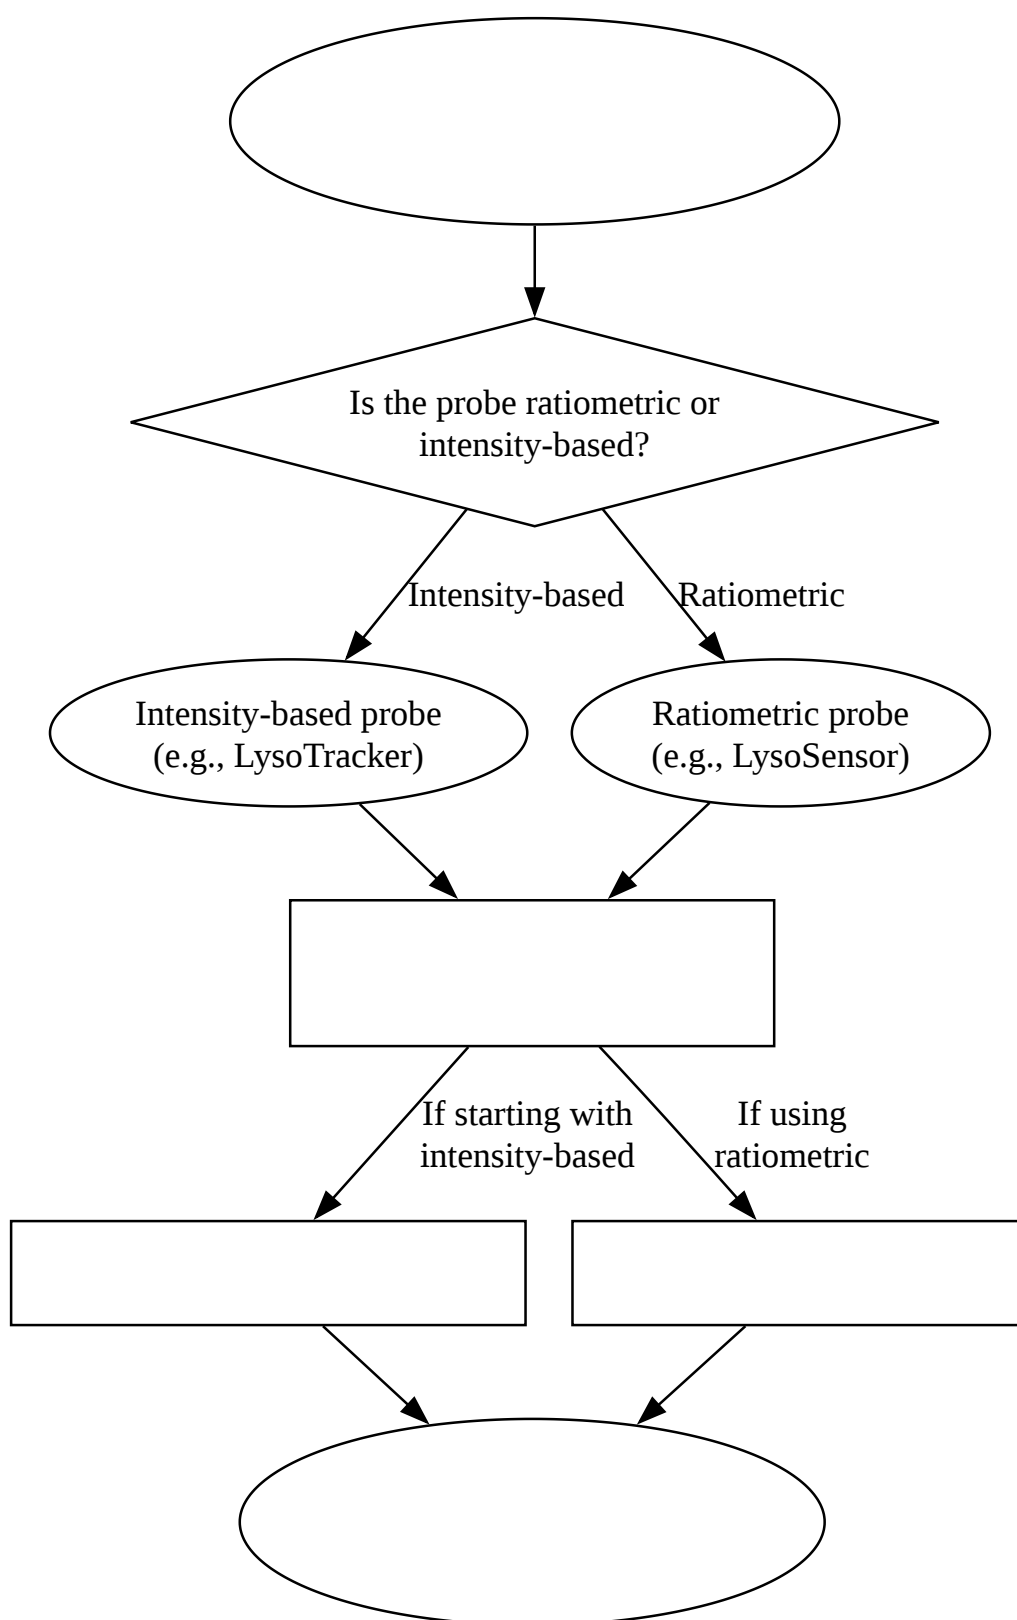 Is the probe ratiometric or
intensity-based?
Intensity-based
Ratiometric
Intensity-based probe
(e.g., LysoTracker)
Ratiometric probe
(e.g., LysoSensor)
If starting with
intensity-based
If using
ratiometric